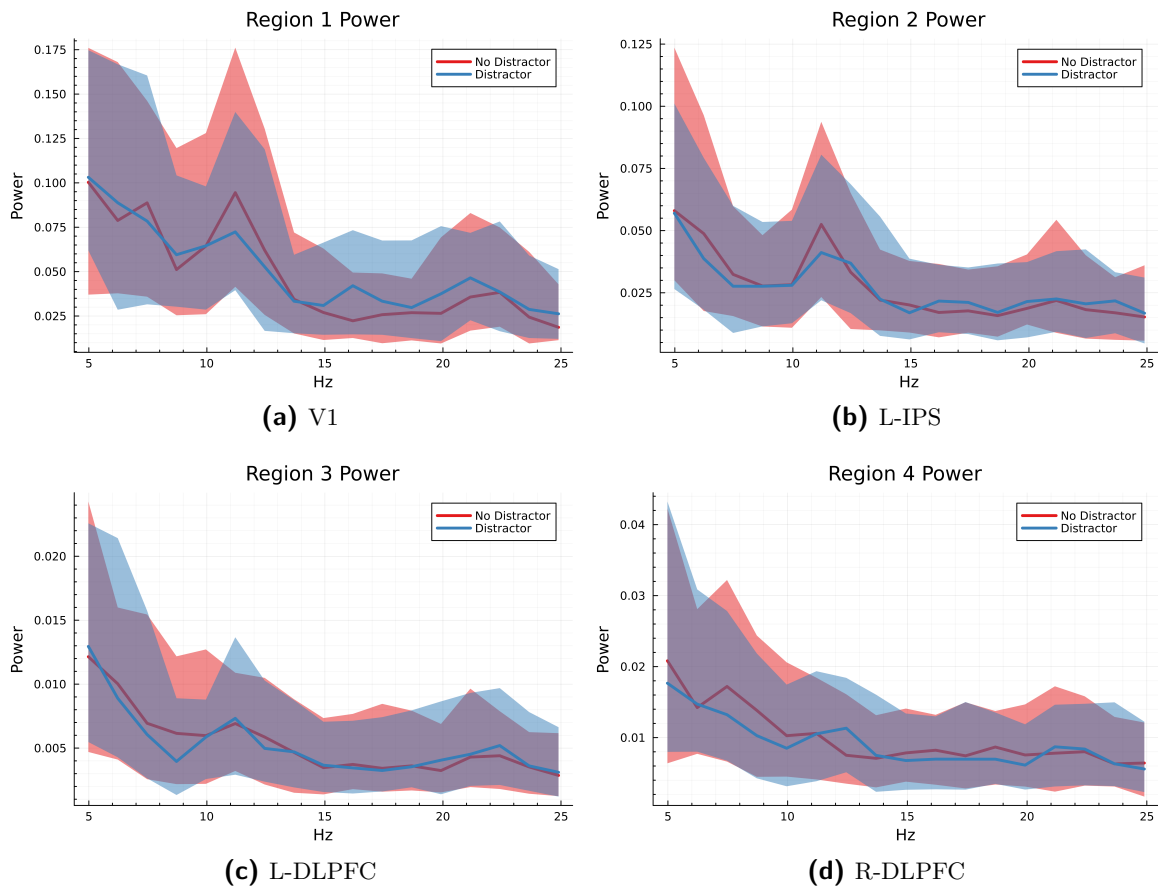 Region 1 Power
0.175
0.150
0.125
0.100
0.075
0.050
0.025
Power
No Distractor
Distractor
5
10
15
20
25
Hz
(a) V1
Region 2 Power
0.125
0.100
0.075
0.050
0.025
Power
No Distractor
Distractor
5
10
15
20
25
Hz
(b) L-IPS
Region 3 Power
0.020
0.015
0.010
0.005
Power
No Distractor
Distractor
5
10
15
20
25
Hz
(c) L-DLPFC
Region 4 Power
0.04
0.03
0.02
0.01
Power
No Distractor
Distractor
5
10
15
20
25
Hz
(d) R-DLPFC